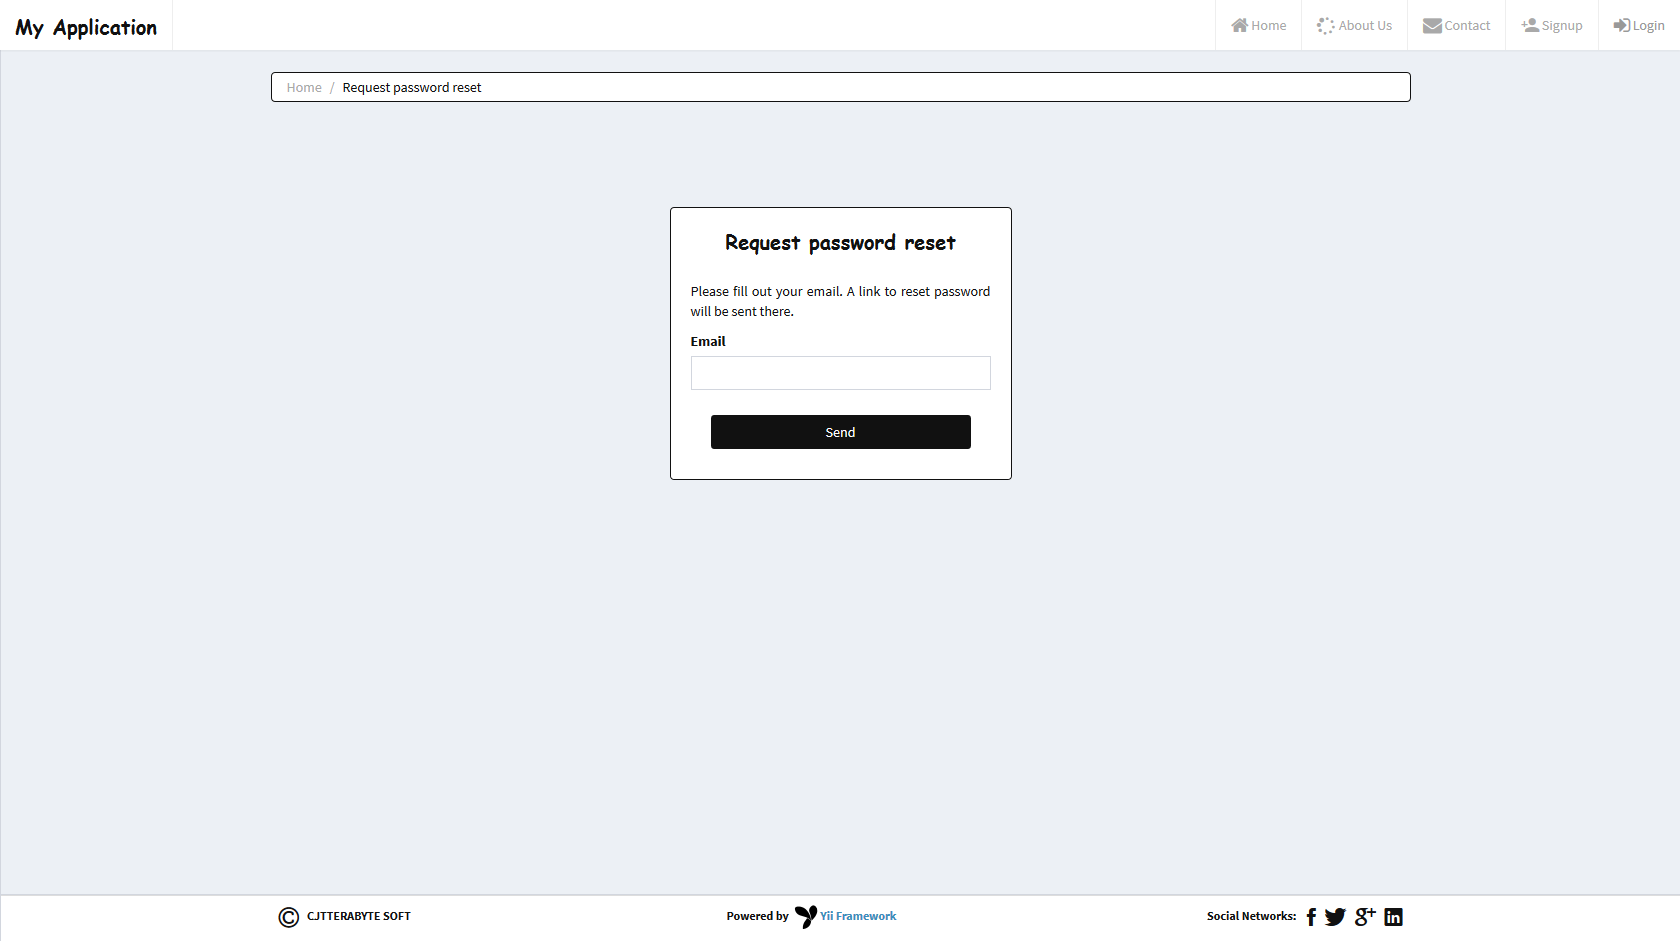 My Application
Home
About Us
Contact
Signup
Login
Home / Request password reset
Request password reset
Please fill out your email. A link to reset password
will be sent there.
Email
Send
© CJTTERABYTE SOFT
Powered by Yii Framework
Social Networks: f g+ in